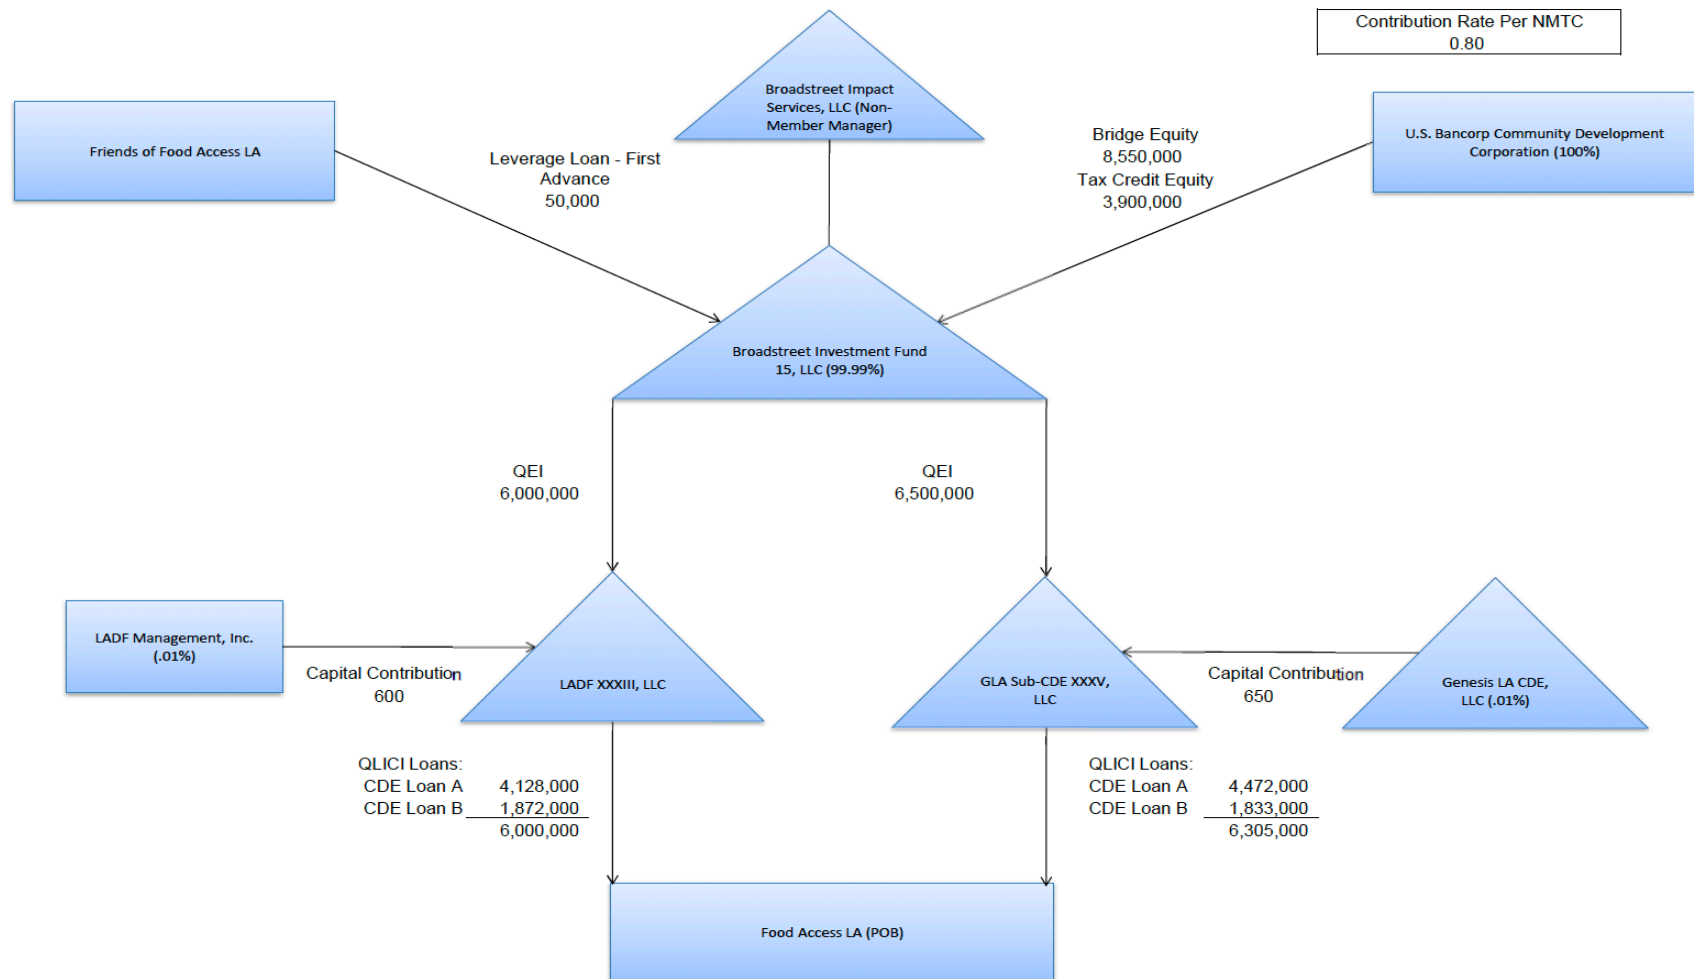 Contribution Rate Per NMTC
0.80
Broadstreet Impact
Services, LLC (Non-
Member Manager)
Friends of Food Access LA
U.S. Bancorp Community Development
Corporation (100%)
Leverage Loan - First
Advance
50,000
Bridge Equity
8,550,000
Tax Credit Equity
3,900,000
Broadstreet Investment Fund
15, LLC (99.99%)
QEI
6,000,000
QEI
6,500,000
LADF Management, Inc.
(.01%)
Capital Contribution
600
LADF XXXIII, LLC
GLA Sub-CDE XXXV,
LLC
Capital Contribution
650
Genesis LA CDE,
LLC (.01%)
QLICI Loans:
CDE Loan A 4,128,000
CDE Loan B 1,872,000
6,000,000
QLICI Loans:
CDE Loan A 4,472,000
CDE Loan B 1,833,000
6,305,000
Food Access LA (POB)